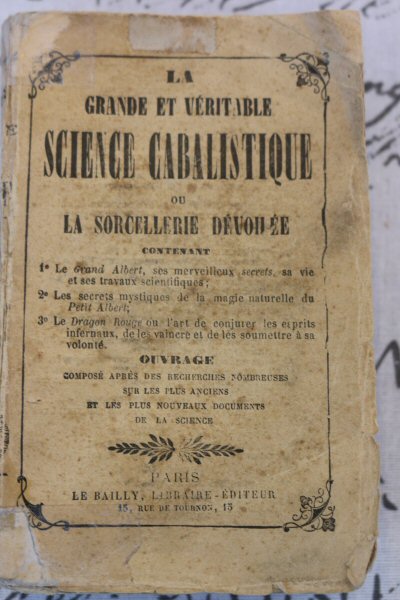 LA
GRANDE ET VÉRITABLE
SCIENCE CABALISTIQUE
OU
LA SORCELLERIE DÉVOILÉE
CONTENANT
1º Le Grand Albert, ses merveilleux secrets, sa vie
et ses travaux scientifiques;
2º Les secrets mystiques de la magie naturelle du
Petit Albert;
3º Le Dragon Rouge ou l'art de conjurer les esprits
infernaux, de les vaincre et de les soumettre à sa
volonté.
OUVRAGE
COMPOSÉ APRÈS DES RECHERCHES NOMBREUSES
SUR LES PLUS ANCIENS
ET LES PLUS NOUVEAUX DOCUMENTS
DE LA SCIENCE
PARIS
LE BAILLY, LIBRAIRE-ÉDITEUR
15, RUE DE TOURNON, 15